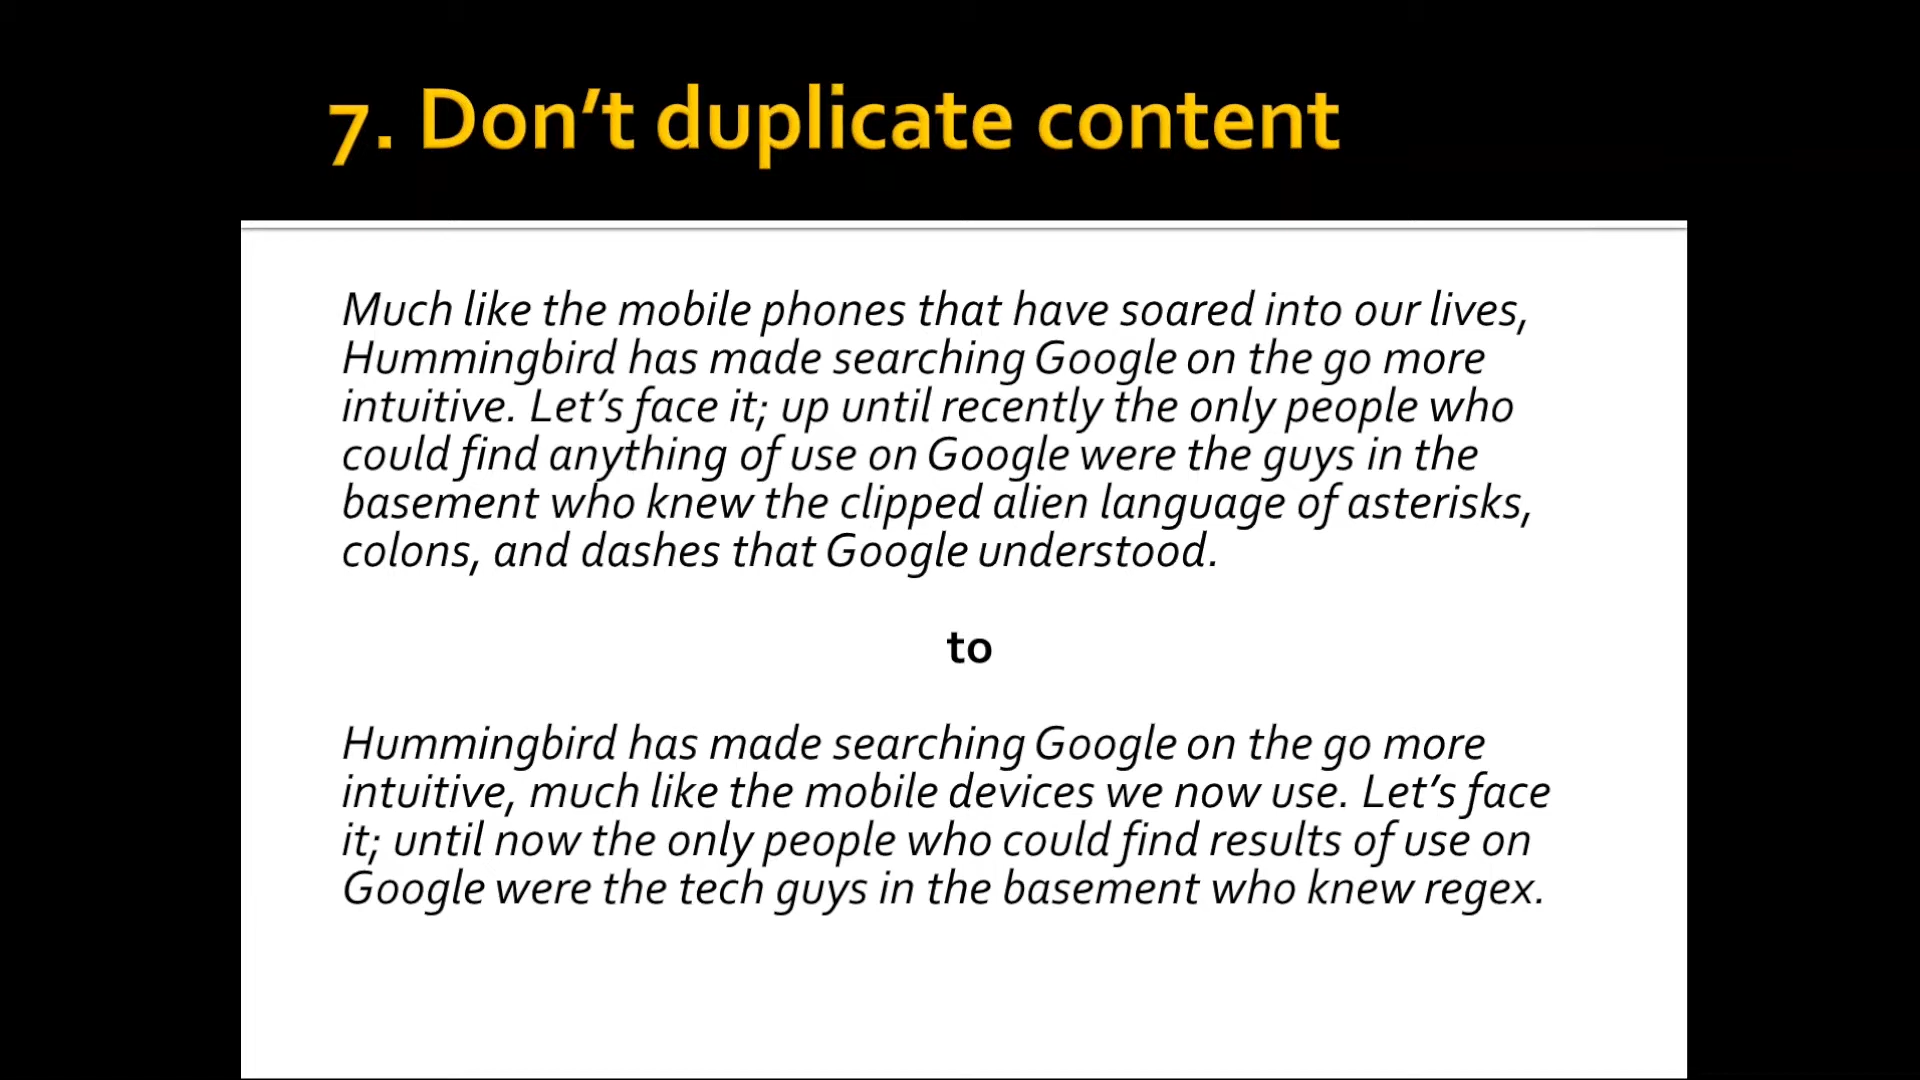 7. Don’t duplicate content
Much like the mobile phones that have soared into our lives,
Hummingbird has made searching Google on the go more
intuitive. Let’s face it; up until recently the only people who
could find anything of use on Google were the guys in the
basement who knew the clipped alien language of asterisks,
colons, and dashes that Google understood.
to
Hummingbird has made searching Google on the go more
intuitive, much like the mobile devices we now use. Let’s face
it; until now the only people who could find results of use on
Google were the tech guys in the basement who knew regex.